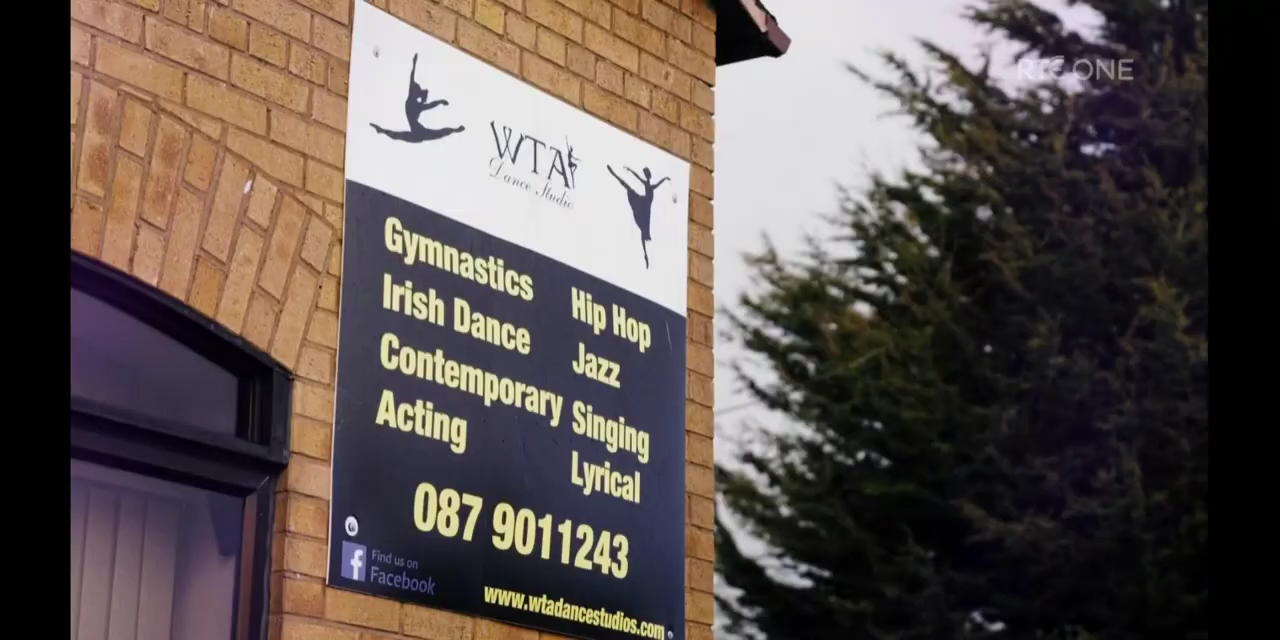 RTÉ ONE
WTA
Dance Studio
Gymnastics
Irish Dance
Contemporary
Acting
Hip Hop
Jazz
Singing
Lyrical
087 9011243
Find us on
Facebook
www.wtadancestudios.com